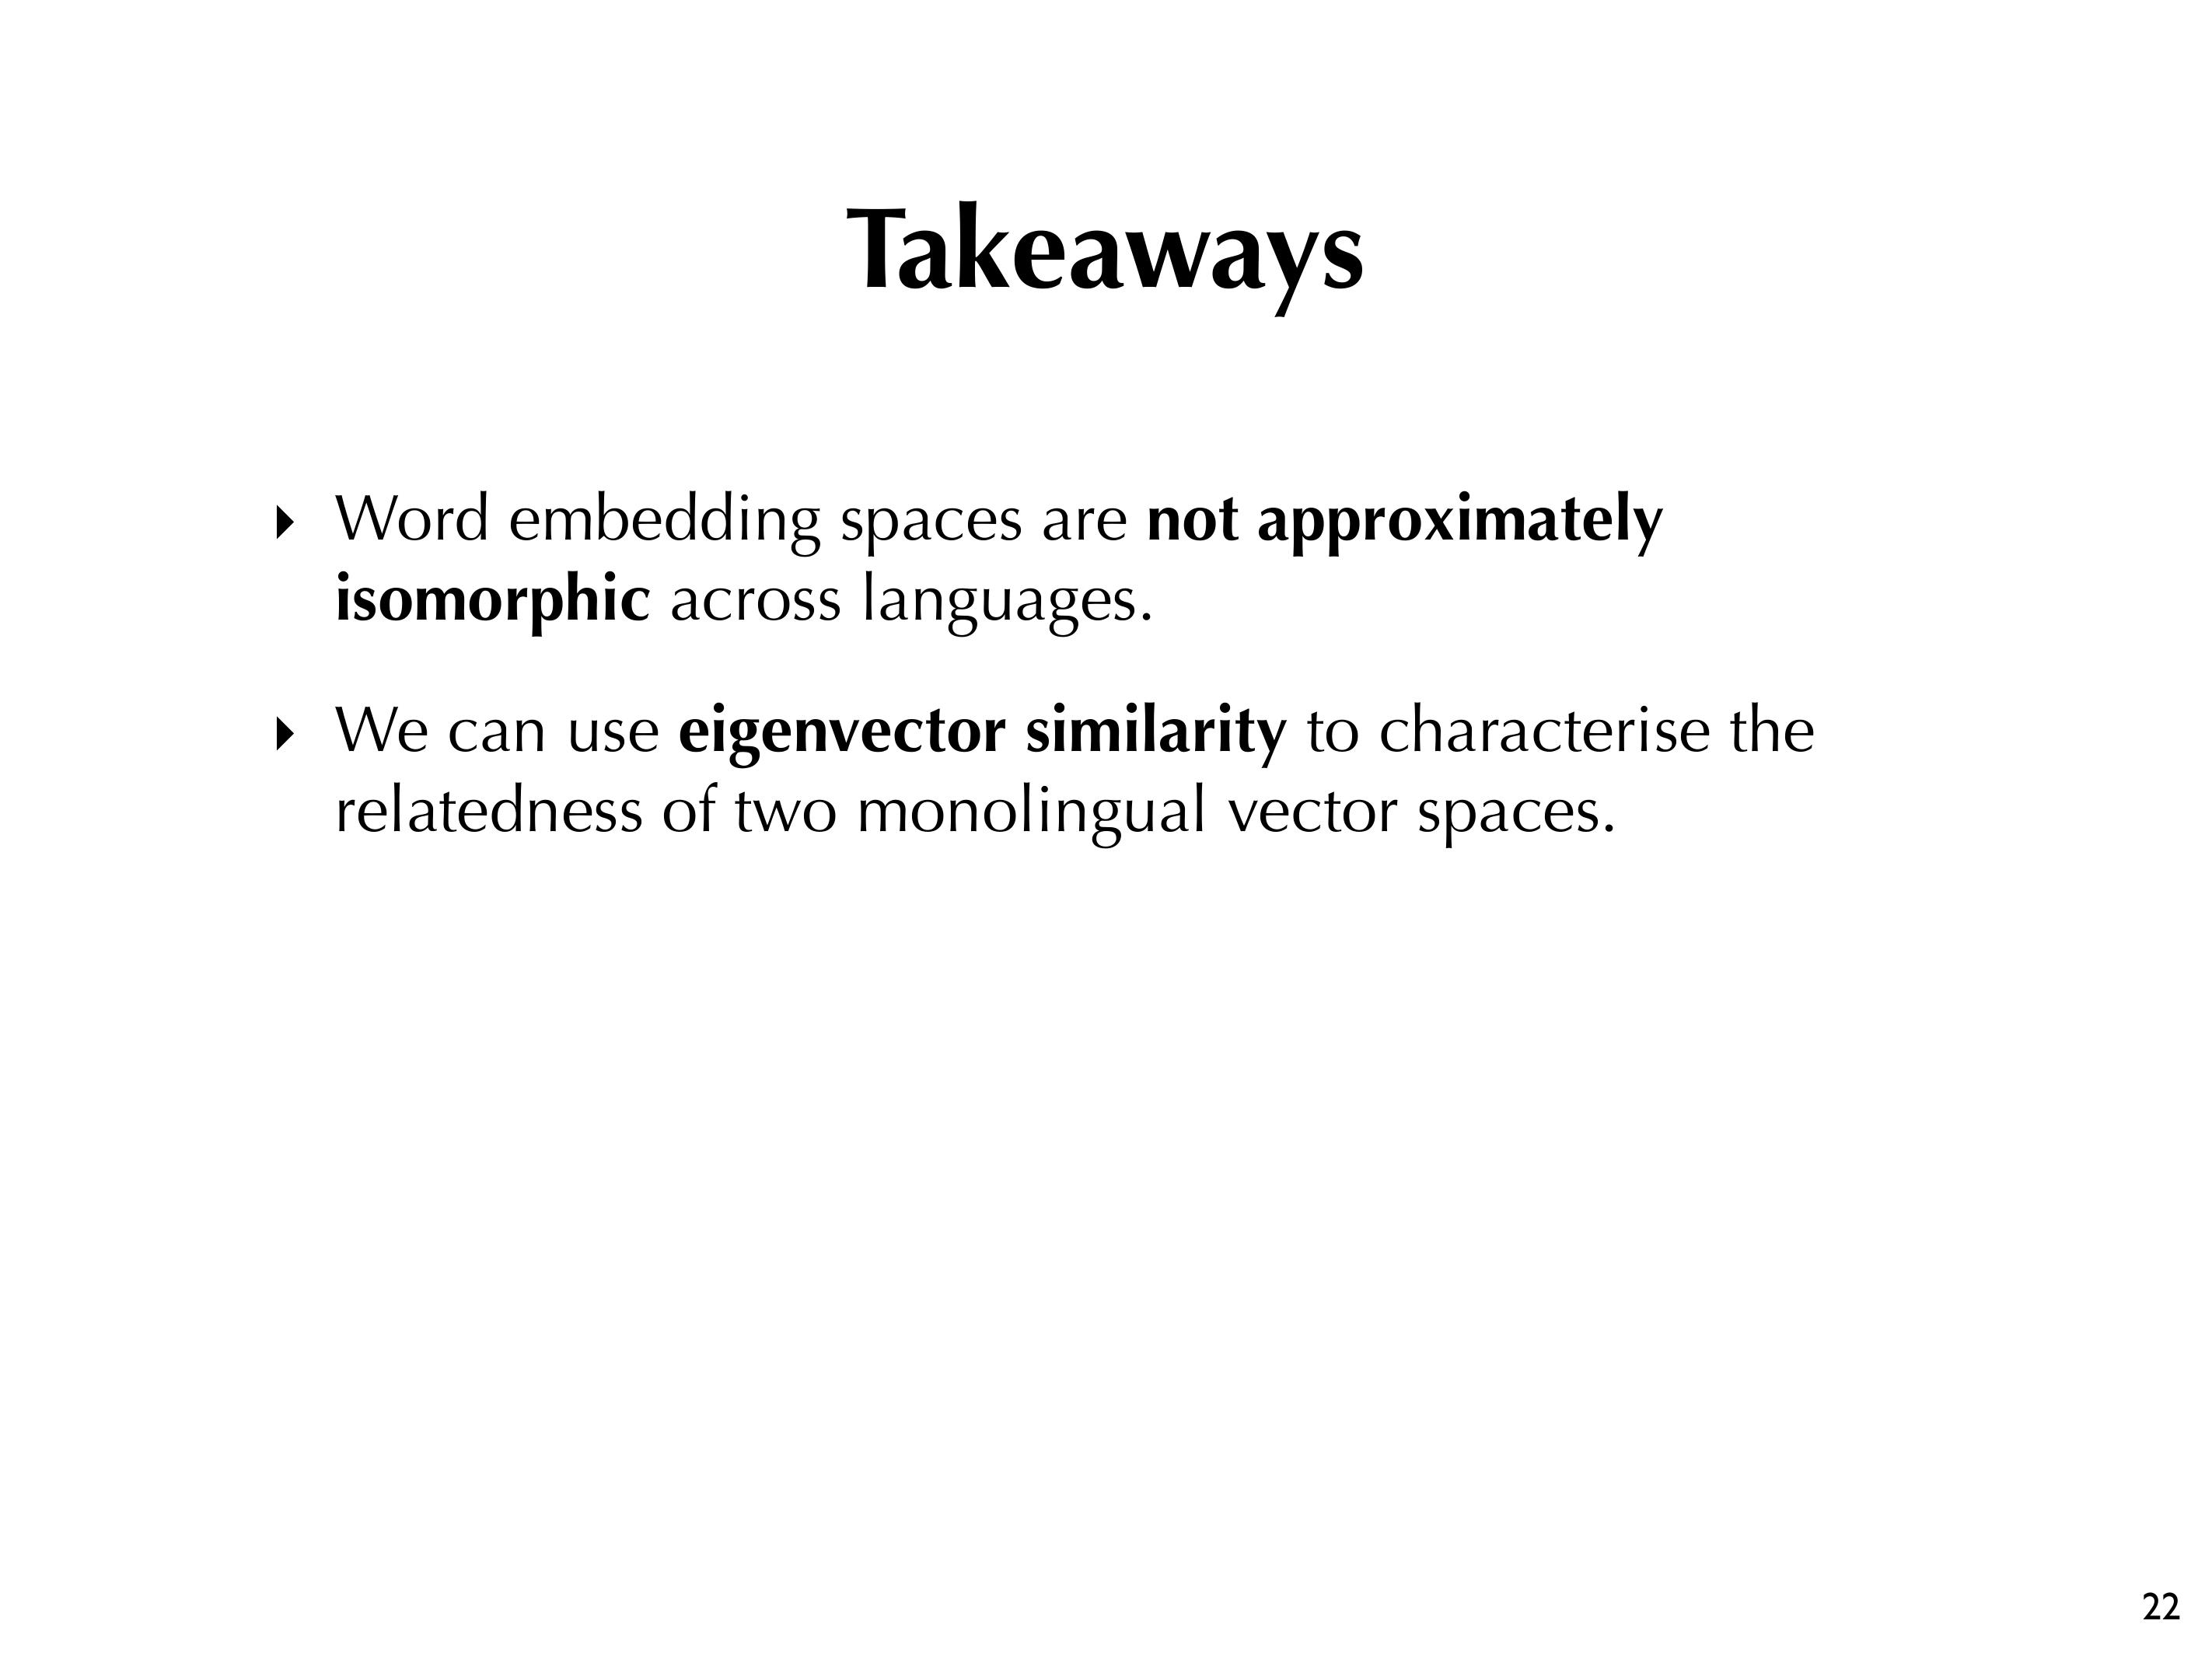 Takeaways
‣ Word embedding spaces are not approximately
isomorphic across languages.
‣ We can use eigenvector similarity to characterise the
relatedness of two monolingual vector spaces.
22